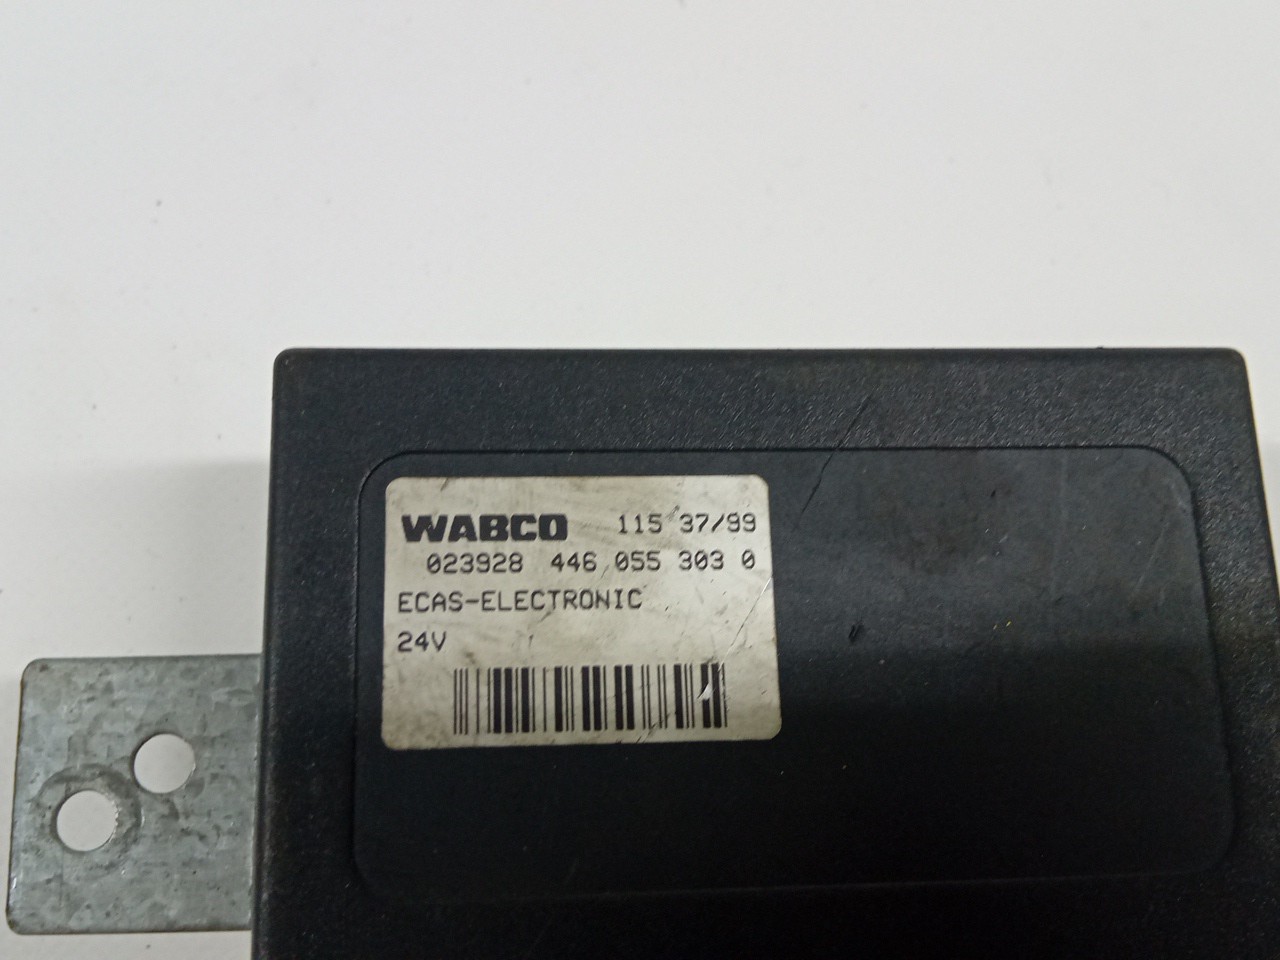 WABCO 115 37/99
023928 446 055 303 0
ECAS-ELECTRONIC
24V